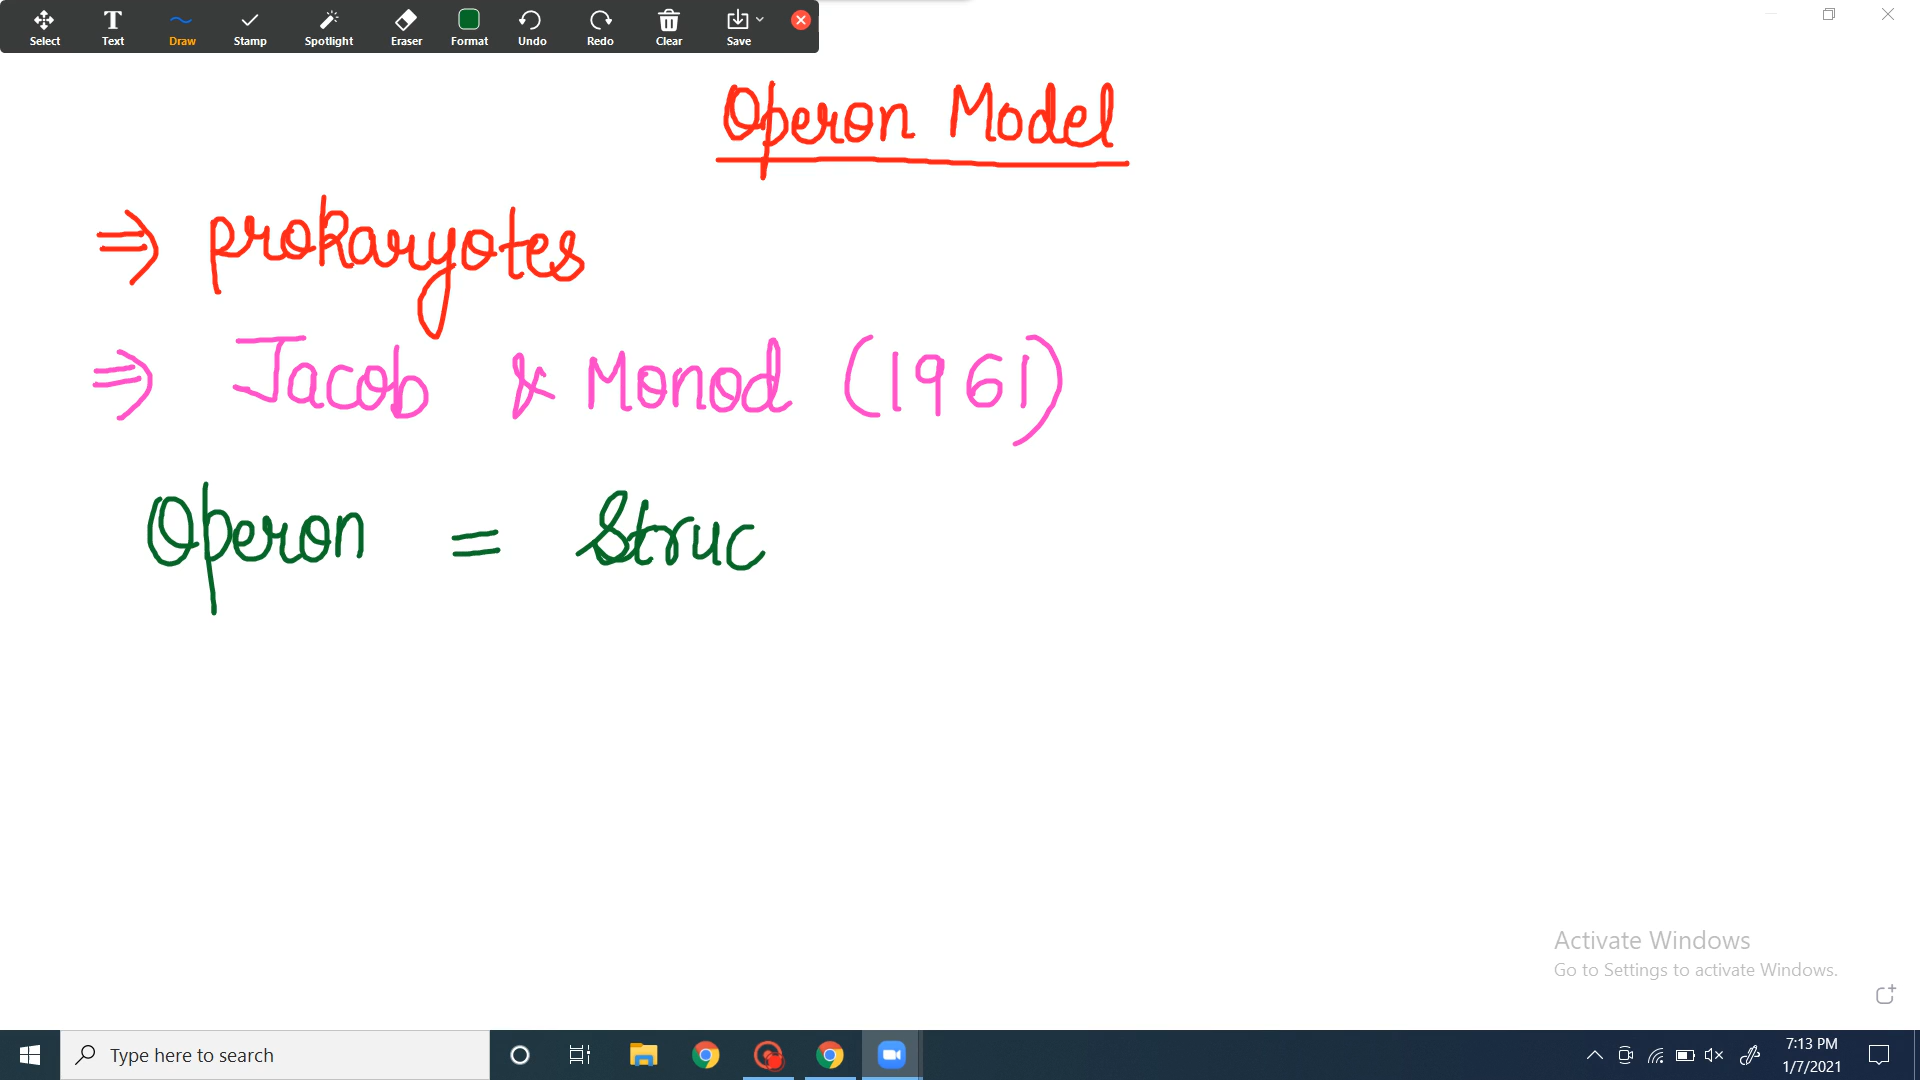 Select Text Draw Stamp Spotlight Eraser Format Undo Redo Clear Save
Operon Model
⇒ prokaryotes
⇒ Jacob & Monod (1961)
Operon = Struc
Activate Windows
Go to Settings to activate Windows.
Type here to search
7:13 PM
1/7/2021